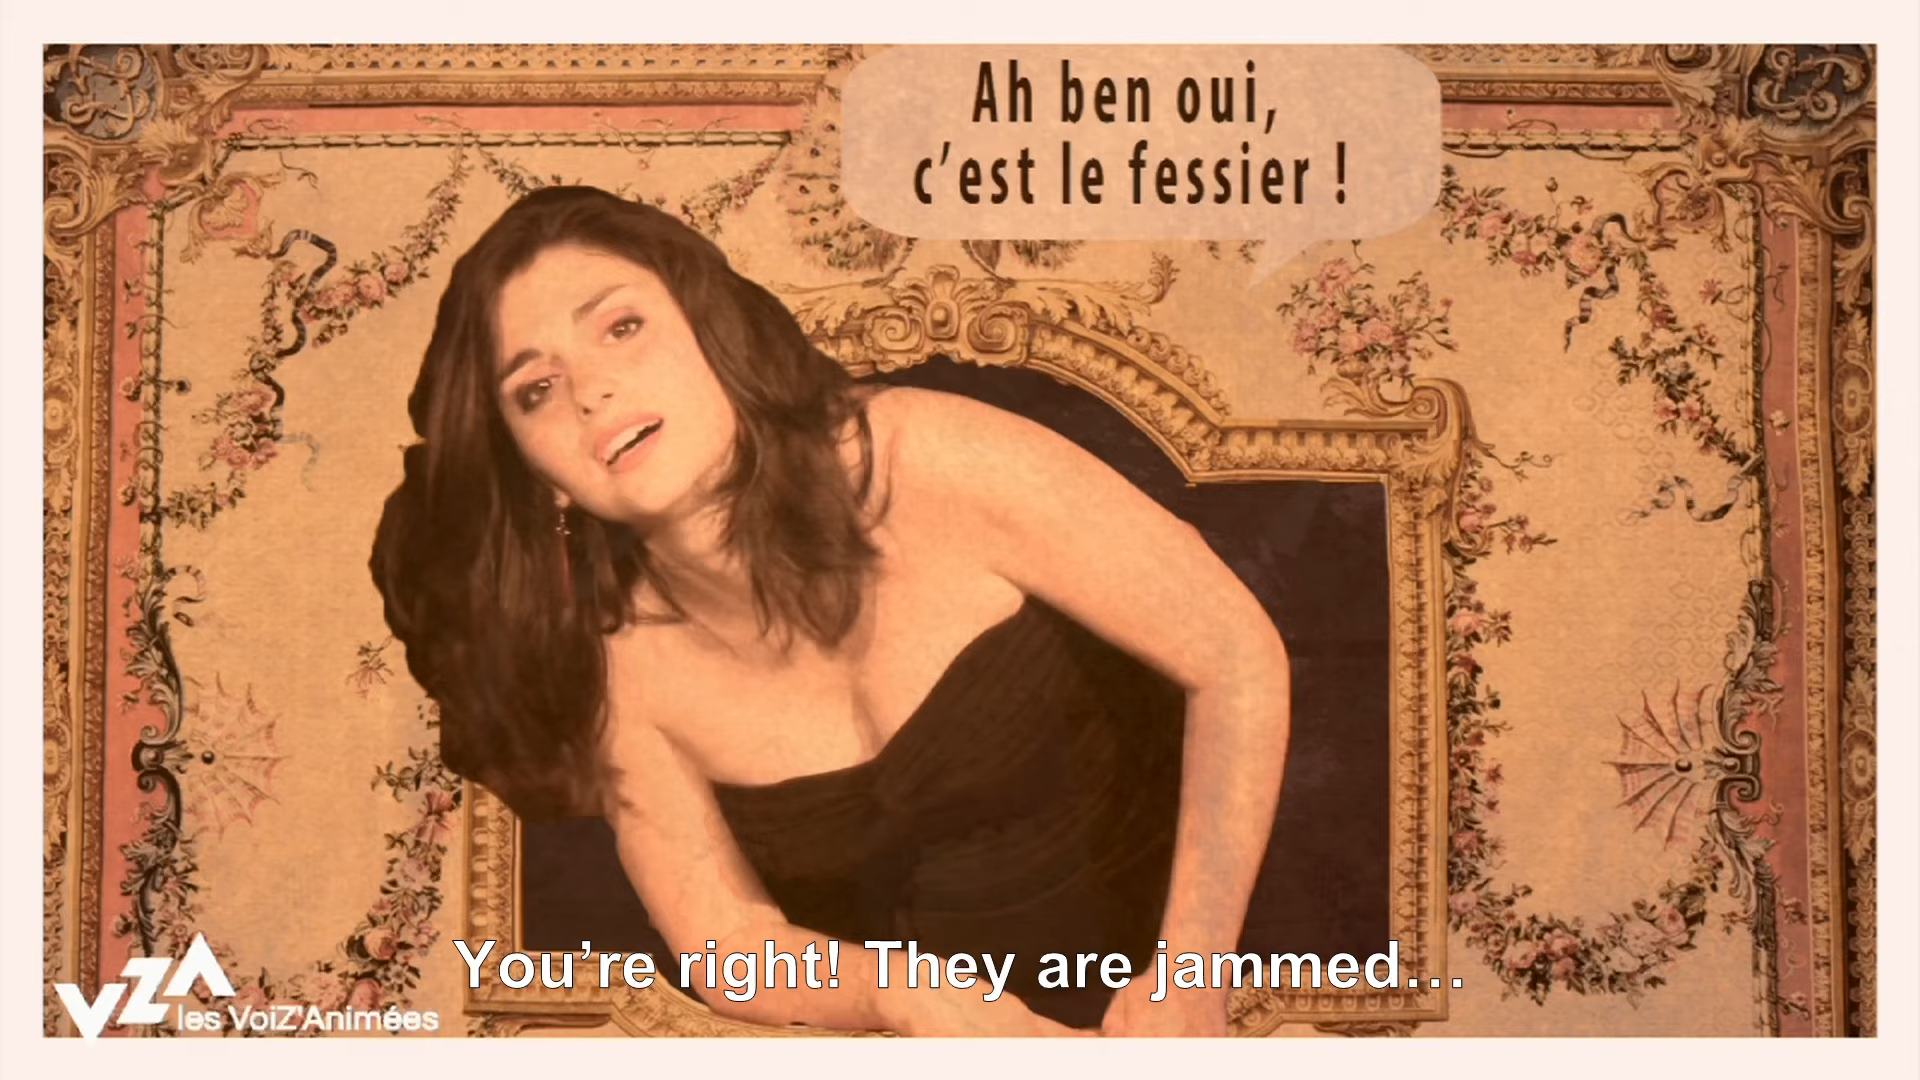 Ah ben oui,
c’est le fessier !
You’re right! They are jammed…
VZA
les VoiZ'Animées